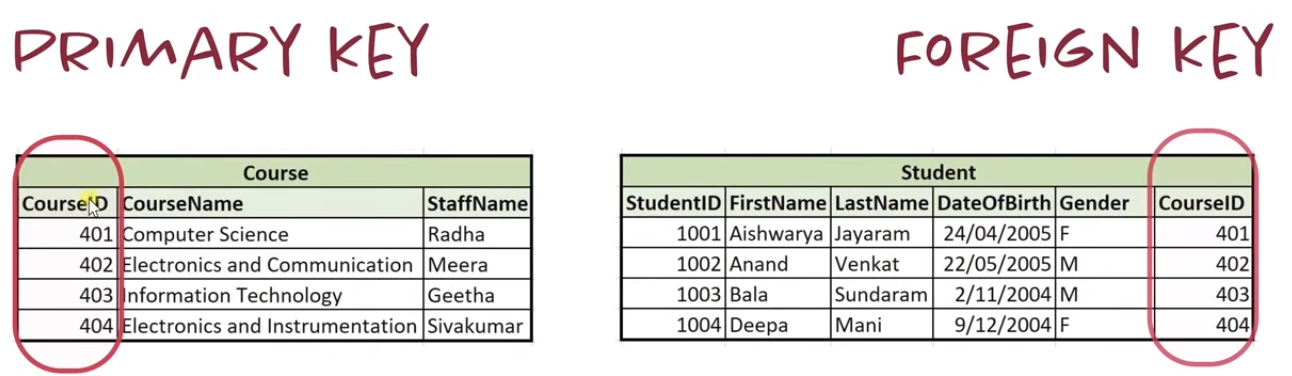 PRIMARY KEY
FOREIGN KEY
Course
CourseID CourseName StaffName
401 Computer Science Radha
402 Electronics and Communication Meera
403 Information Technology Geetha
404 Electronics and Instrumentation Sivakumar
Student
StudentID FirstName LastName DateOfBirth Gender CourseID
1001 Aishwarya Jayaram 24/04/2005 F 401
1002 Anand Venkat 22/05/2005 M 402
1003 Bala Sundaram 2/11/2004 M 403
1004 Deepa Mani 9/12/2004 F 404